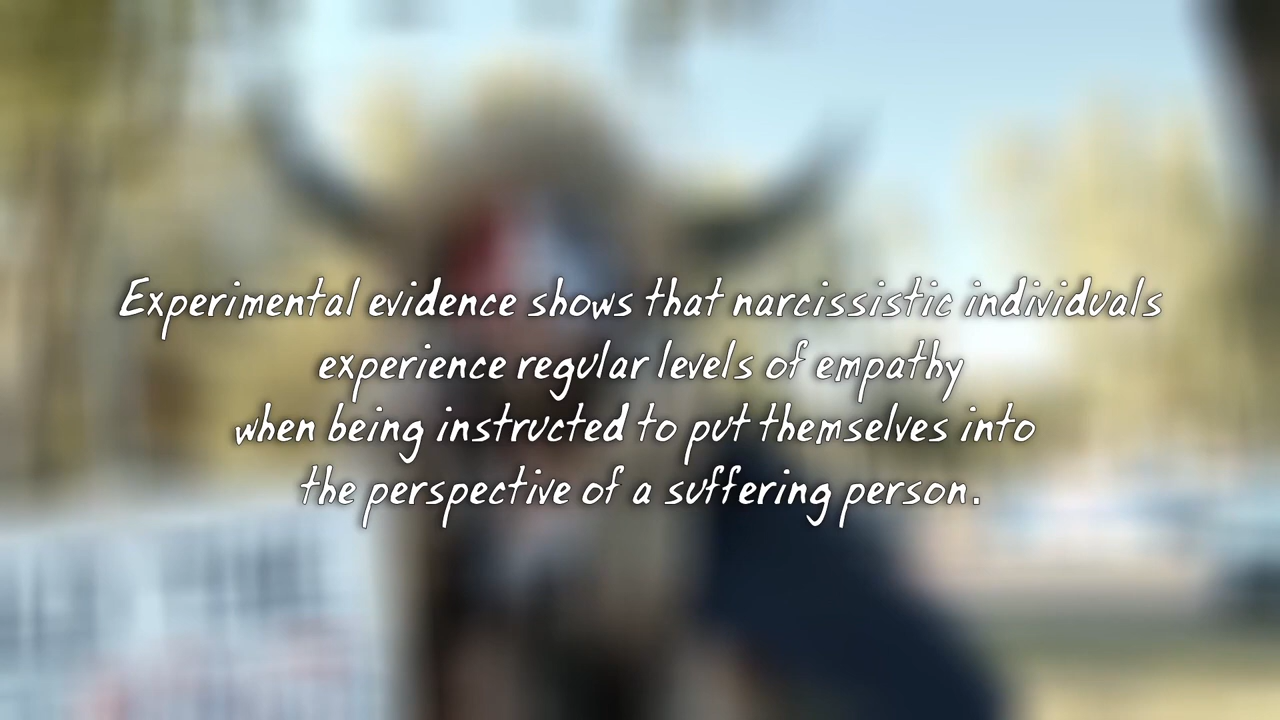 Experimental evidence shows that narcissistic individuals
experience regular levels of empathy
when being instructed to put themselves into
the perspective of a suffering person.